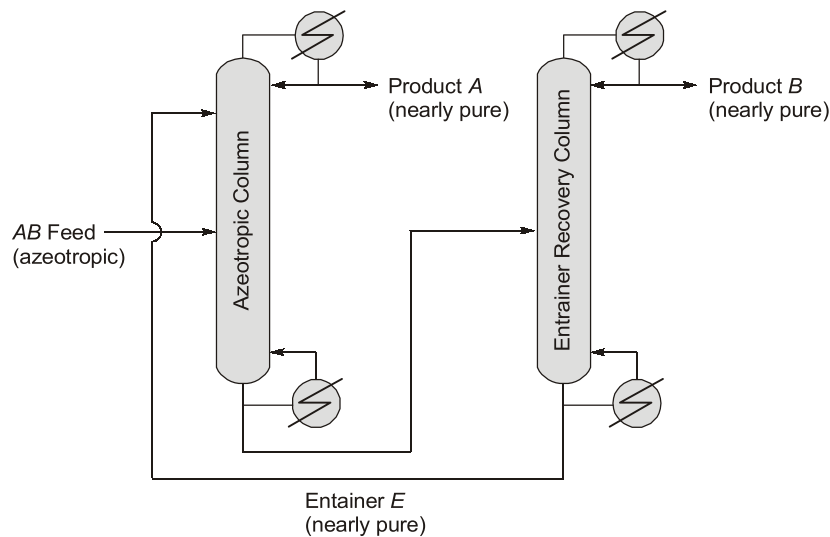 Product A
(nearly pure)
Product B
(nearly pure)
Azeotropic Column
Entrainer Recovery Column
AB Feed
(azeotropic)
Entainer E
(nearly pure)